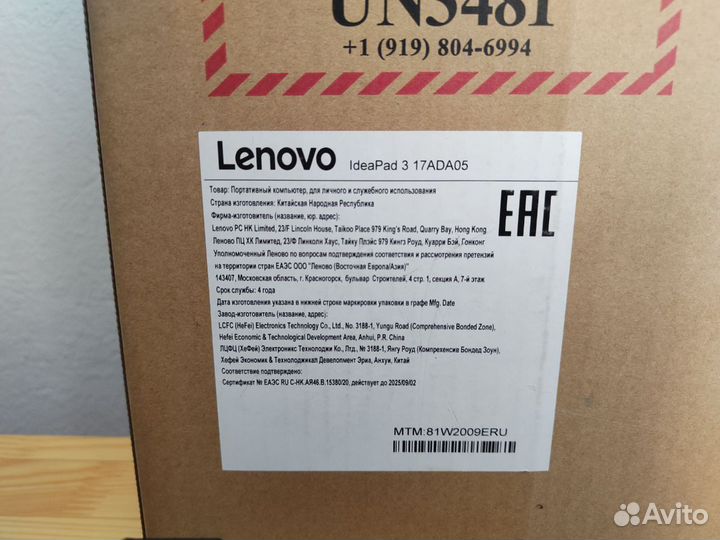 UN3481
+1 (919) 804-6994
Lenovo IdeaPad 3 17ADA05
Товар: Портативный компьютер, для личного и служебного использования
Страна изготовления: Китайская Народная Республика
Фирма-изготовитель (название, юр. адрес):
Lenovo PC HK Limited, 23/F Lincoln House, Taikoo Place 979 King's Road, Quarry Bay, Hong Kong
Леново ПЦ ХК Лимитед, 23/Ф Линколн Хаус, Тайку Плэйс 979 Кингз Роуд, Куарри Бэй, Гонконг
Уполномоченный Леново по вопросам подтверждения соответствия и рассмотрения претензий
на территории стран ЕАЭС ООО "Леново (Восточная Европа/Азия)"
143407, Московская область, г. Красногорск, бульвар Строителей, 4 стр. 1, секция А, 7-й этаж
Срок службы: 4 года
Дата изготовления указана в нижней строке маркировки упаковки в графе Mfg. Date
Завод-изготовитель (название, адрес):
LCFC (HeFei) Electronics Technology Co., Ltd., No. 3188-1, Yungu Road (Comprehensive Bonded Zone),
Hefei Economic & Technological Development Area, Anhui, P.R. China
ЛЦФЦ (ХеФей) Электроникс Технолоджи Ко., Лтд., № 3188-1, Янгу Роуд (Компрехенсив Бондед Зоун),
Хефей Экономик & Технолоджикал Девелопмент Эриа, Анхуи, Китай
Соответствие подтверждено:
Сертификат № ЕАЭС RU C-HK.АЯ46.В.15380/20, действует до 2025/09/02
EAC
MTM:81W2009ERU
Avito